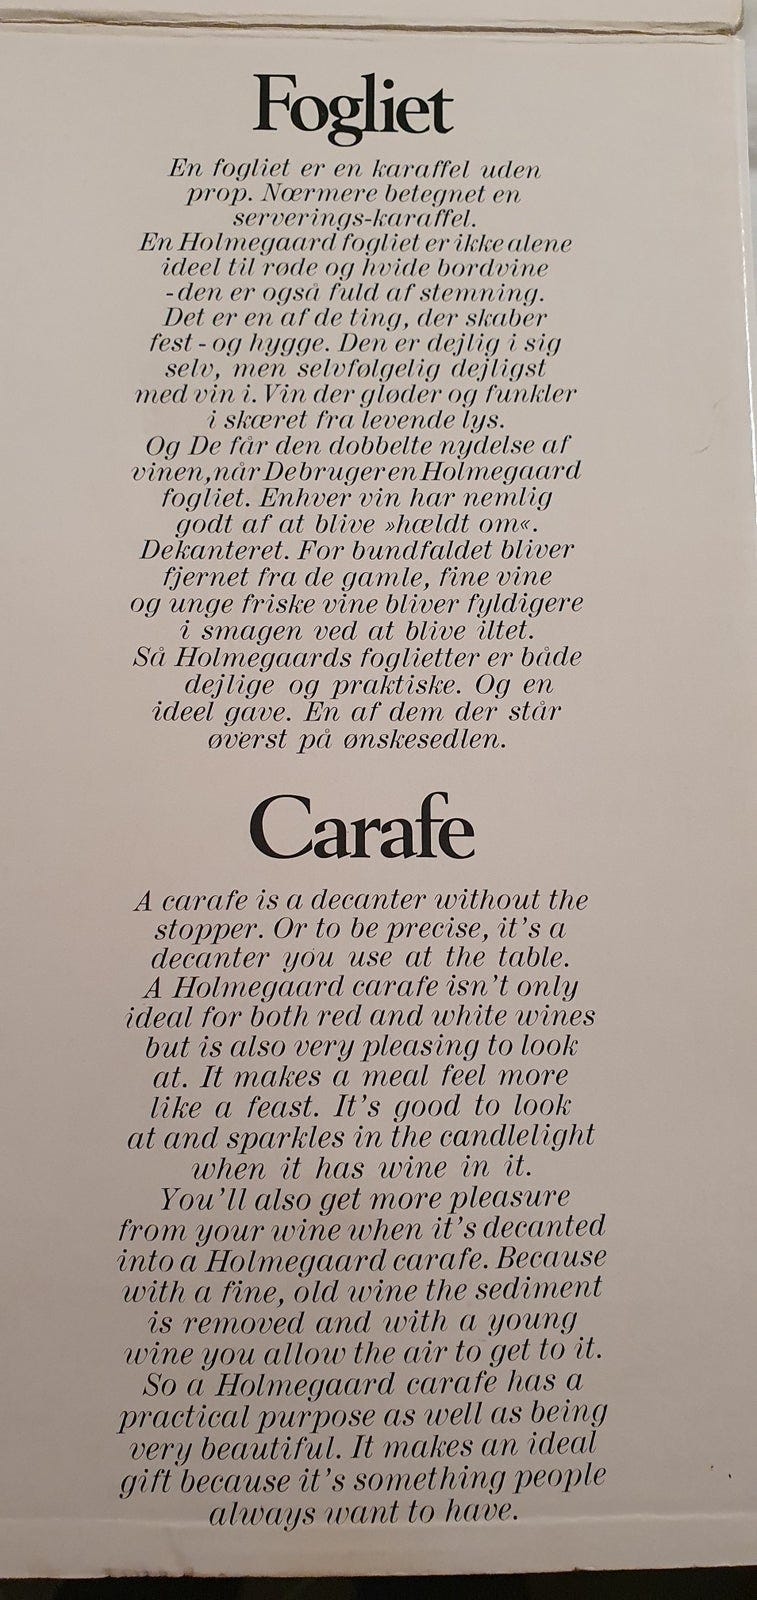 Fogliet
En fogliet er en karaffel uden
prop. Nærmere betegnet en
serverings-karaffel.
En Holmegaard fogliet er ikke alene
ideel til røde og hvide bordvine
- den er også fuld af stemning.
Det er en af de ting, der skaber
fest - og hygge. Den er dejlig i sig
selv, men selvfølgelig dejligst
med vin i. Vin der gløder og funkler
i skæret fra levende lys.
Og De får den dobbelte nydelse af
vinen, når De bruger en Holmegaard
fogliet. Enhver vin har nemlig
godt af at blive »hældt om«.
Dekanteret. For bundfaldet bliver
fjernet fra de gamle, fine vine
og unge friske vine bliver fyldigere
i smagen ved at blive iltet.
Så Holmegaards foglietter er både
dejlige og praktiske. Og en
ideel gave. En af dem der står
øverst på ønskesedlen.
Carafe
A carafe is a decanter without the
stopper. Or to be precise, it's a
decanter you use at the table.
A Holmegaard carafe isn't only
ideal for both red and white wines
but is also very pleasing to look
at. It makes a meal feel more
like a feast. It's good to look
at and sparkles in the candlelight
when it has wine in it.
You'll also get more pleasure
from your wine when it's decanted
into a Holmegaard carafe. Because
with a fine, old wine the sediment
is removed and with a young
wine you allow the air to get to it.
So a Holmegaard carafe has a
practical purpose as well as being
very beautiful. It makes an ideal
gift because it's something people
always want to have.